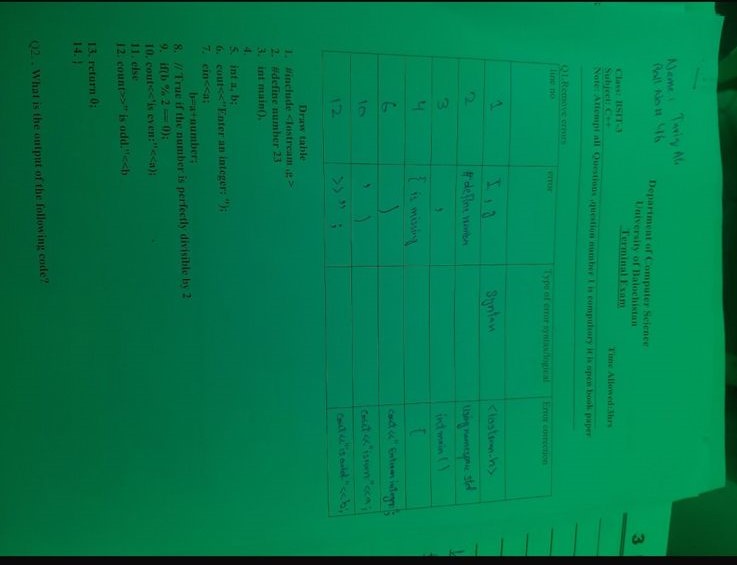 Name: Tariq Ali
Roll No# 46
3
Department of Computer Science
University of Balochistan
Terminal Exam
Class: BSIT-3
Time Allowed:3hrs
Subject: C++
Note: Attempt all Questions ,question number 1 is compulsory it is open book paper
Q1.Remove errors
line no error Type of error syntax/logical Error correction
1 I , g Syntax <iostream.h>
2 #define number using namespace std
3 , int main ()
4 { is missing {
6 ) cout <<"Enter an integer;"
10 , ) cout <<"is even:"<<a;
12 >> " ; cout <<"is odd:"<<b;
Draw table
1. #include <Iostream ,g >
2. #define number 23
3. int main(),
4.
5. int a, b;
6. cout<<"Enter an integer: ");
7. cin<<a;
b=a+number;
8. // True if the number is perfectly divisible by 2
9. if(b % 2 == 0);
10. cout<<"is even:"<<a);
11. else
12. count>>" is odd:"<<b
13. return 0;
14. }
Q2. . What is the output of the following code?